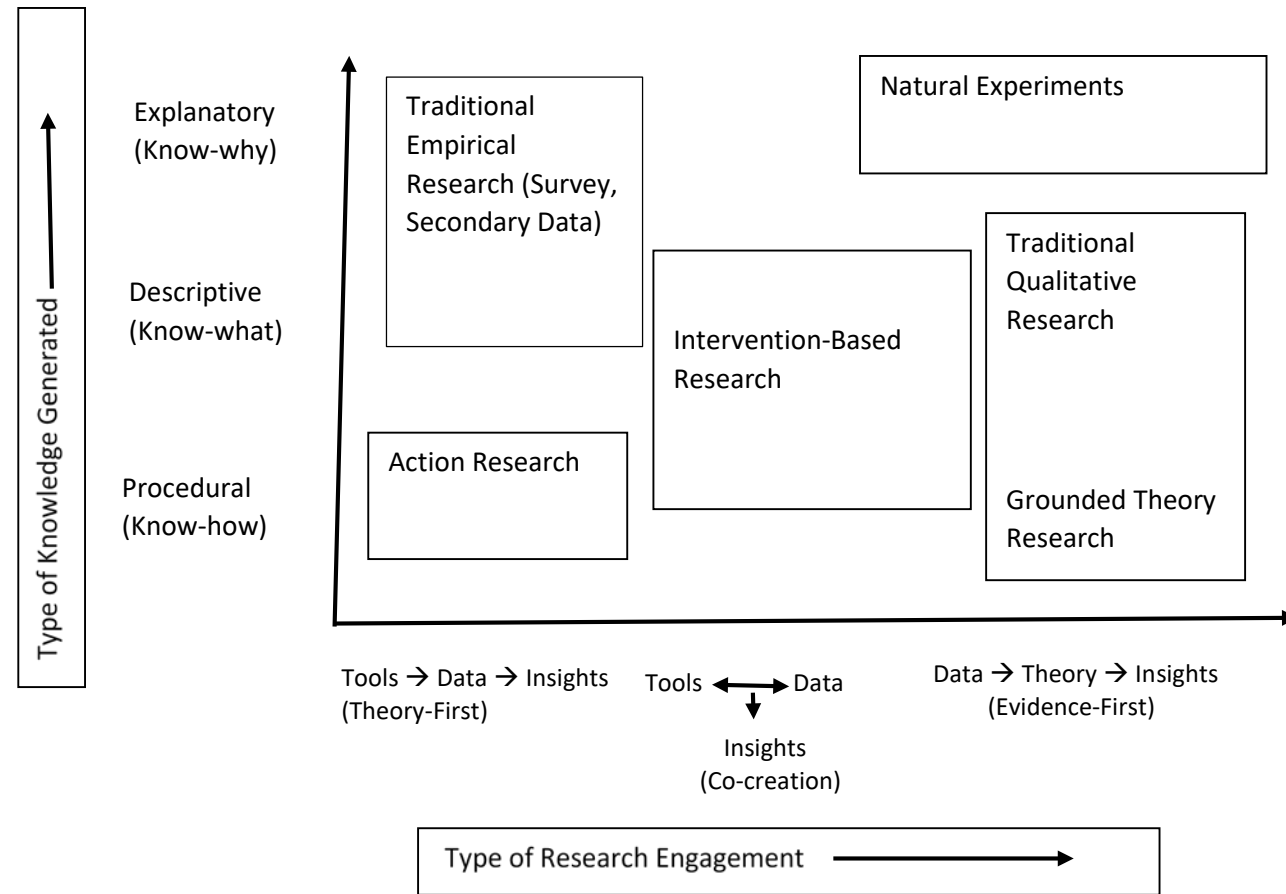 Type of Knowledge Generated
Explanatory
(Know-why)
Descriptive
(Know-what)
Procedural
(Know-how)
Traditional
Empirical
Research (Survey,
Secondary Data)
Natural Experiments
Intervention-Based
Research
Traditional
Qualitative
Research
Grounded Theory
Research
Action Research
Tools → Data → Insights
(Theory-First)
Tools ↔ Data
Insights
(Co-creation)
Data → Theory → Insights
(Evidence-First)
Type of Research Engagement